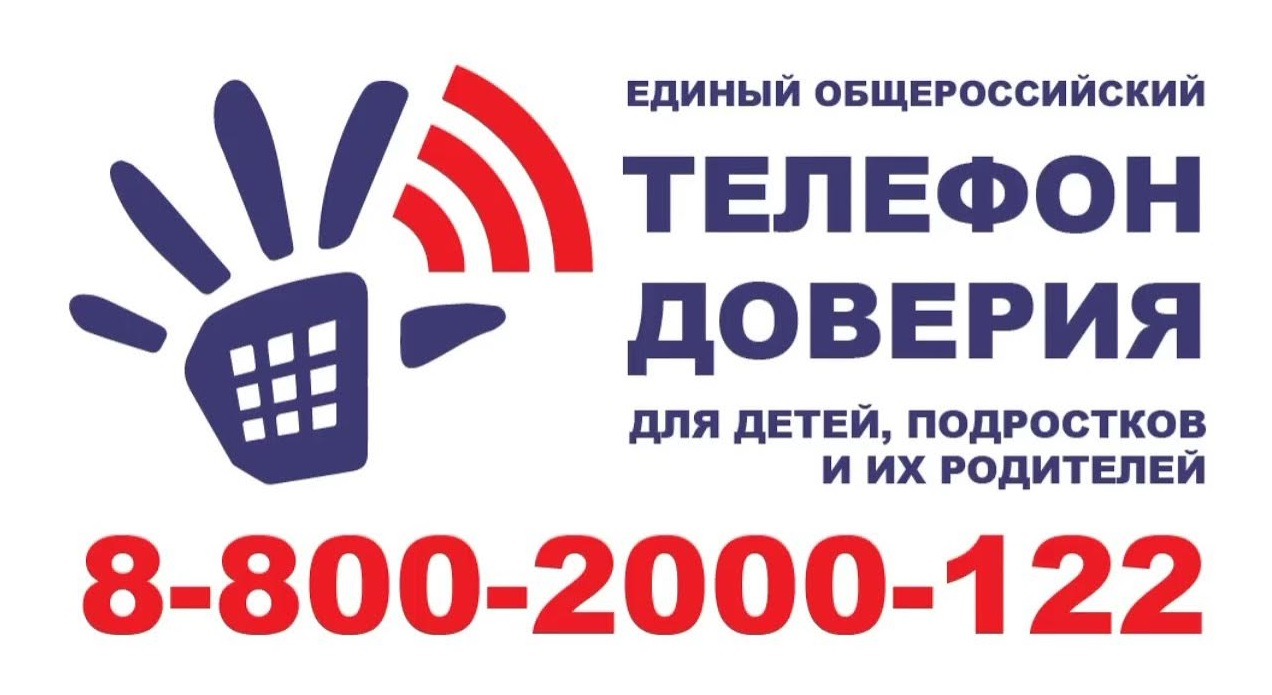 ЕДИНЫЙ ОБЩЕРОССИЙСКИЙ
ТЕЛЕФОН
ДОВЕРИЯ
ДЛЯ ДЕТЕЙ, ПОДРОСТКОВ
И ИХ РОДИТЕЛЕЙ
8-800-2000-122